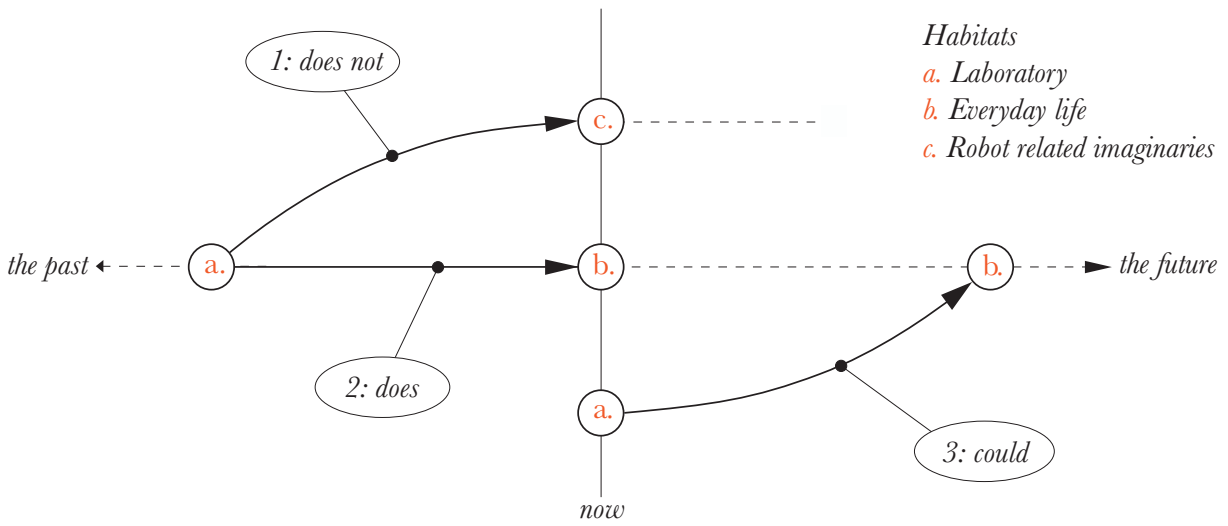 Habitats
a. Laboratory
b. Everyday life
c. Robot related imaginaries
1: does not
c.
the past
a.
b.
b.
the future
2: does
a.
3: could
now